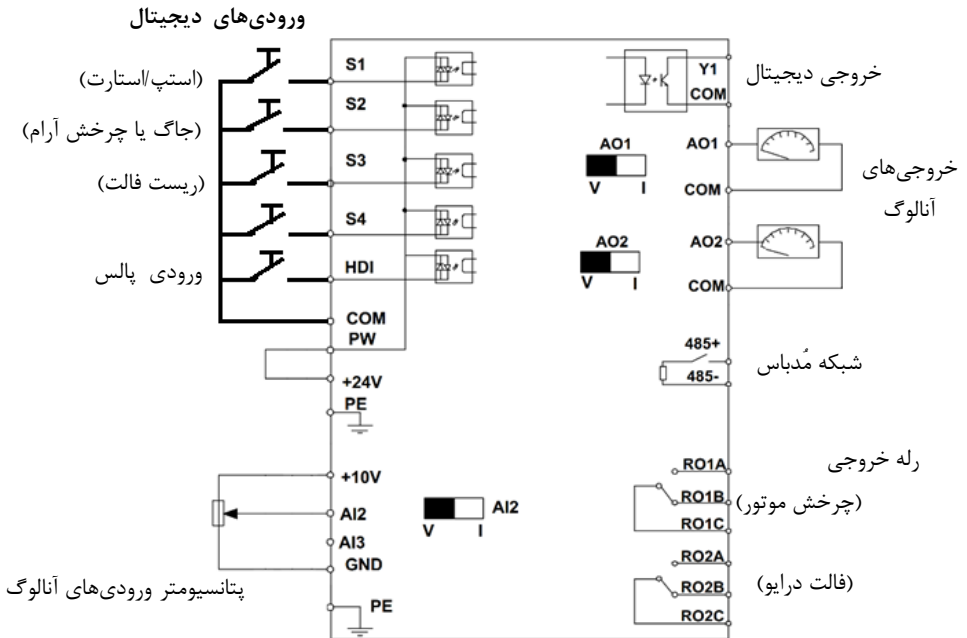 ورودی‌های دیجیتال
S1
(استپ/استارت)
S2
(جاگ یا چرخش آرام)
S3
(ریست فالت)
S4
HDI
ورودی پالس
COM
PW
+24V
PE
+10V
AI2
AI3
GND
پتانسیومتر ورودی‌های آنالوگ
PE
AO1
V I
AO2
V I
AI2
V I
Y1
خروجی دیجیتال
COM
AO1
خروجی‌های
آنالوگ
COM
AO2
COM
485+
شبکه مُدباس
485-
رله خروجی
RO1A
(چرخش موتور)
RO1B
RO1C
RO2A
(فالت درایو)
RO2B
RO2C